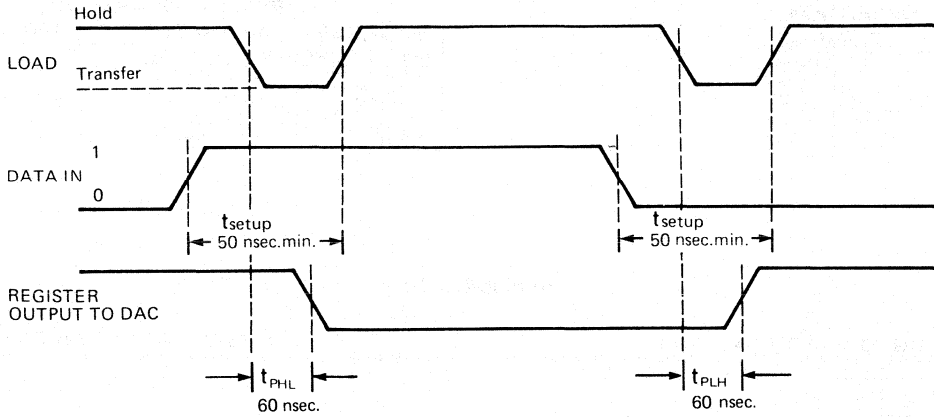 Hold
LOAD
Transfer
1
DATA IN
0
tsetup
50 nsec.min.
tsetup
50 nsec.min.
REGISTER
OUTPUT TO DAC
tPHL
60 nsec.
tPLH
60 nsec.